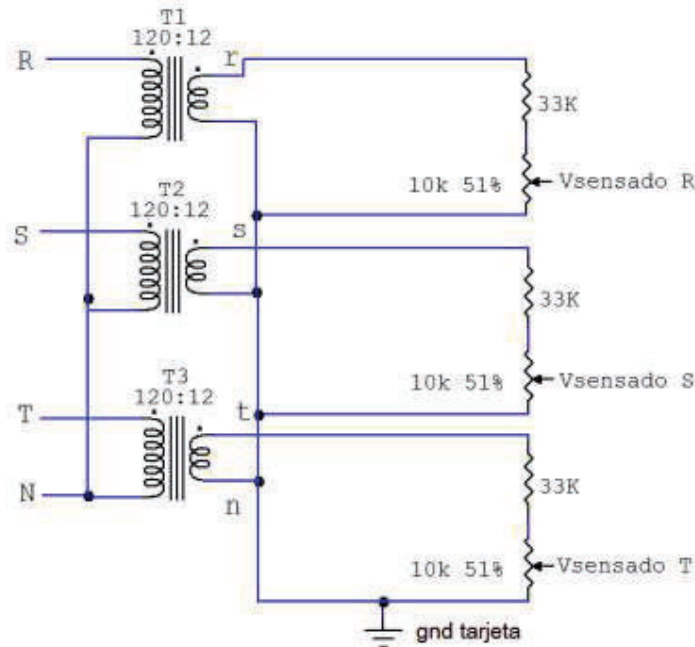 T1
120:12
R
r
33K
10k 51%
Vsensado R
T2
120:12
S
s
33K
10k 51%
Vsensado S
T3
120:12
T
t
33K
N
n
10k 51%
Vsensado T
gnd tarjeta